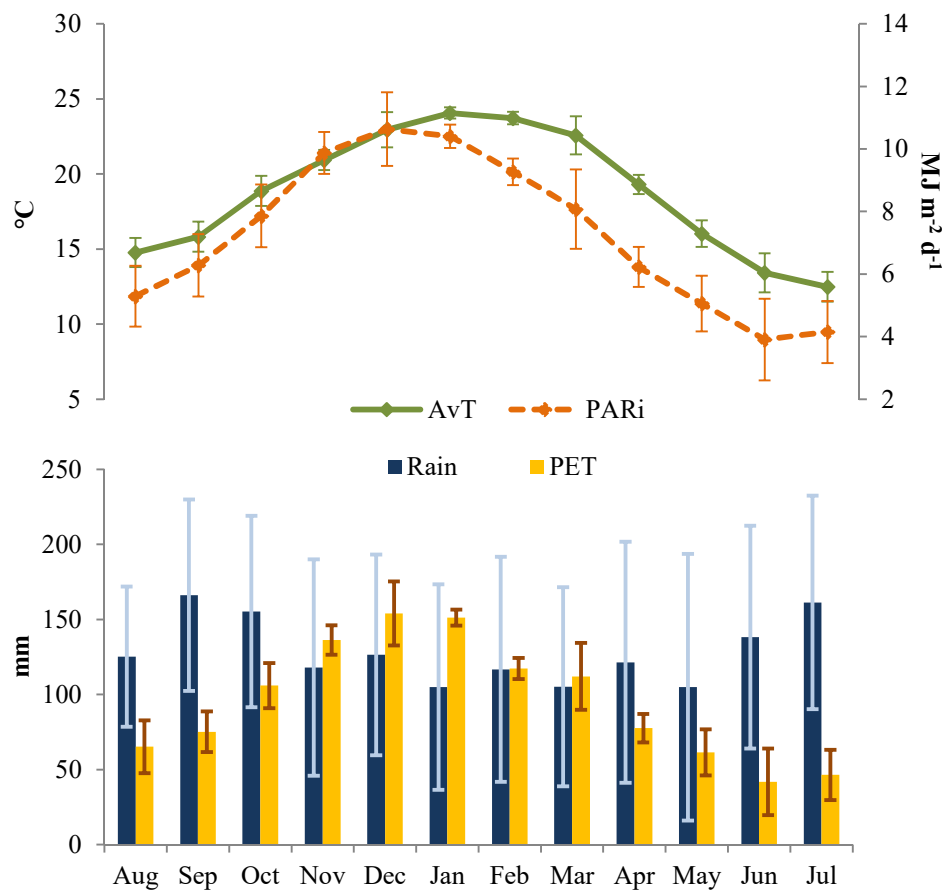 30 14
25 12
20 10
15 8
10 6
5 4
2
°C
MJ m⁻² d⁻¹
AvT PARi
Rain PET
250
200
150
100
50
0
mm
Aug Sep Oct Nov Dec Jan Feb Mar Apr May Jun Jul